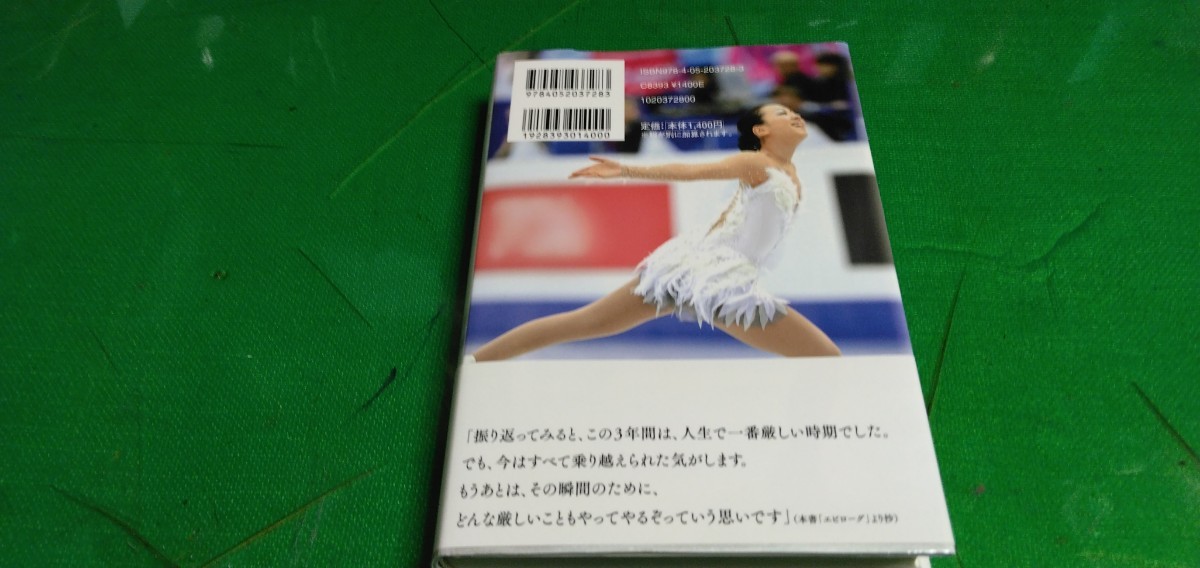 9784052037283
1928393014000
ISBN978-4-05-203728-3
C8393 ¥1400E
1020372800
定価:「本体1,400円
※税が別に加算されます。
「振り返ってみると、この3年間は、人生で一番厳しい時期でした。
でも、今はすべて乗り越えられた気がします。
もうあとは、その瞬間のために、
どんな厳しいこともやってやるぞっていう思いです」(本書「エピローグ」より抄)